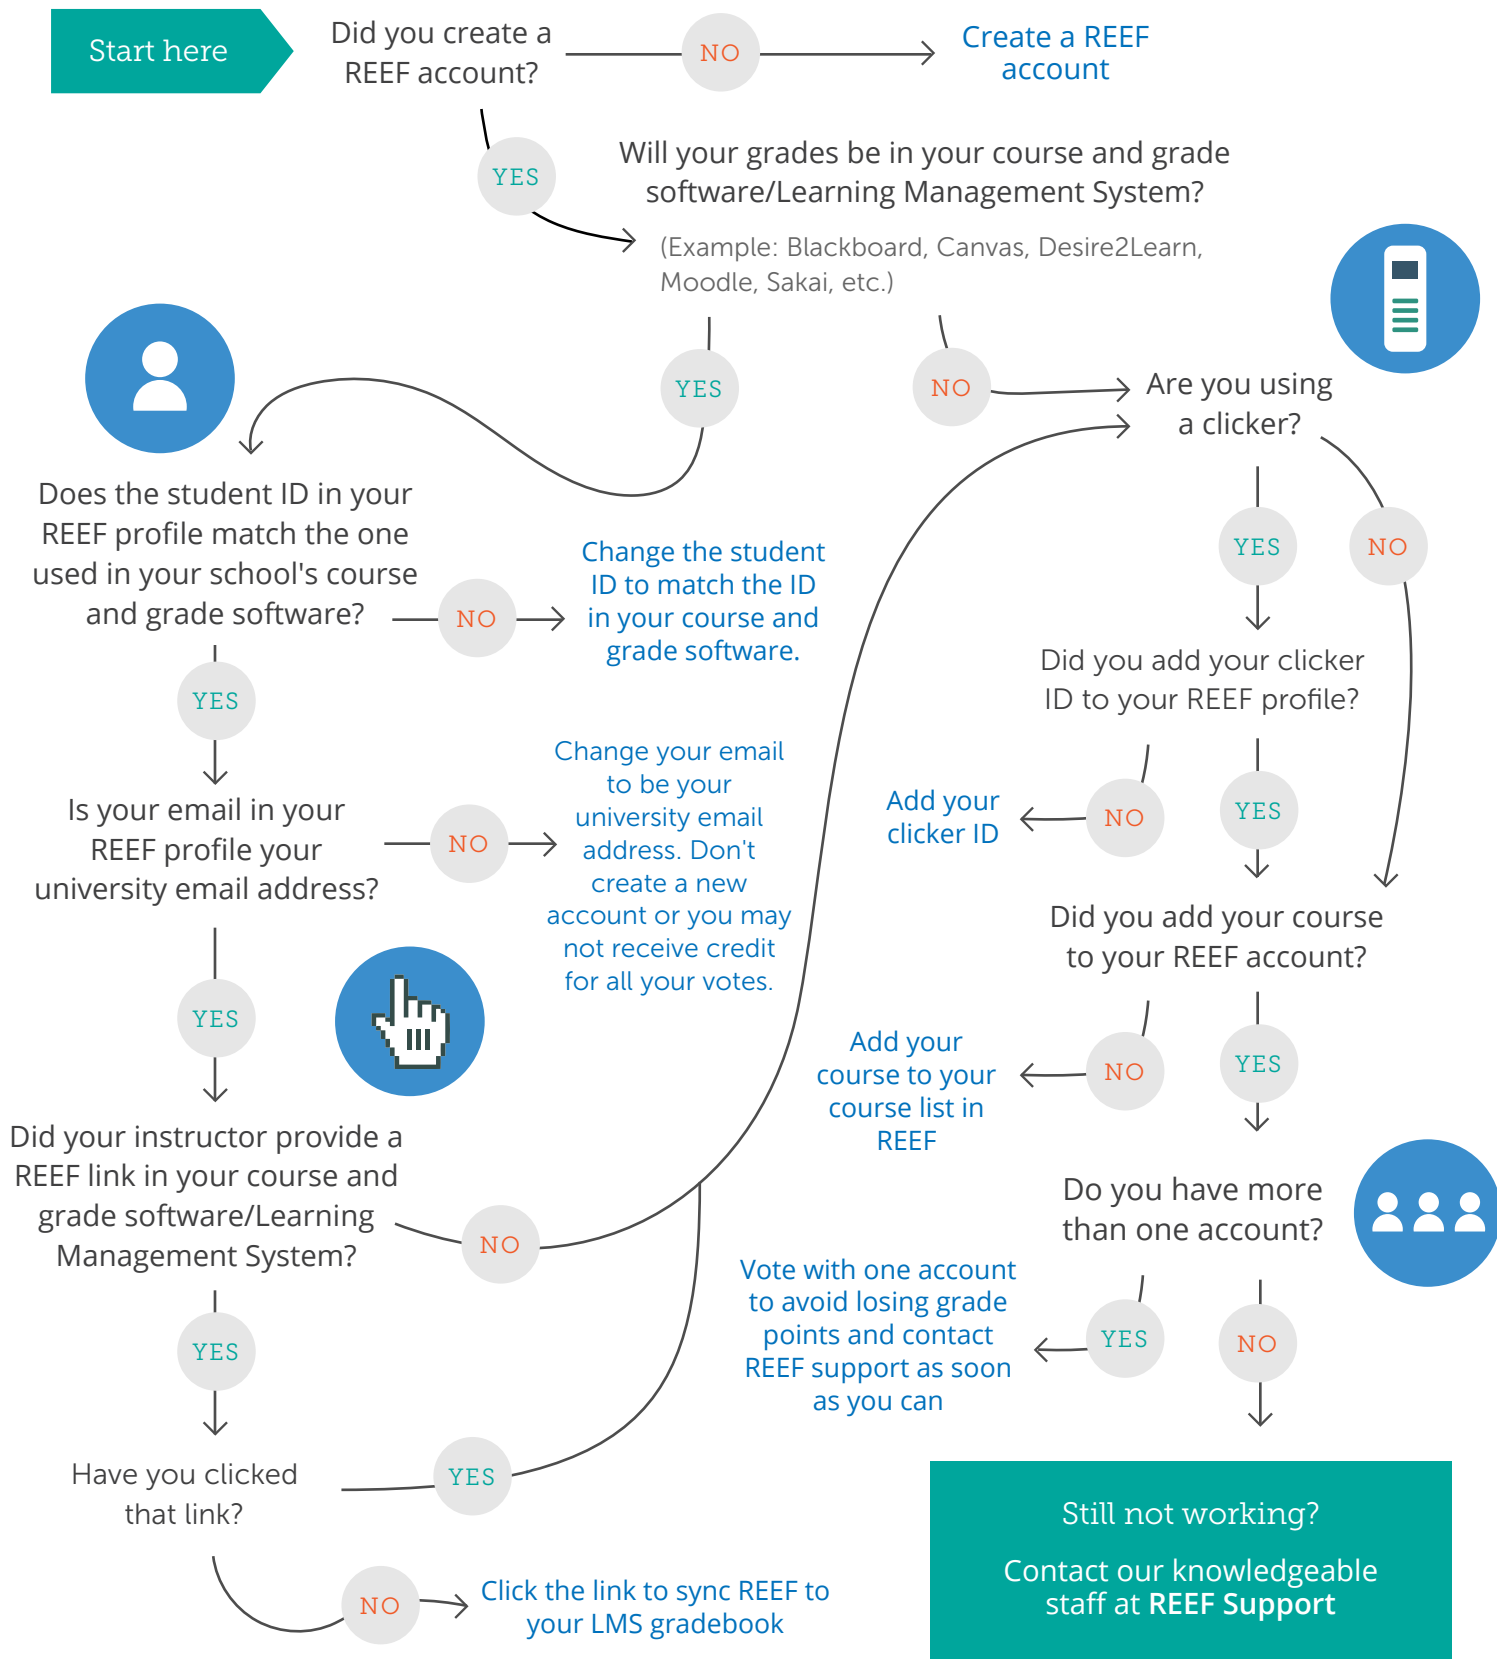 Start here
Did you create a
REEF account?
NO
Create a REEF
account
YES
Will your grades be in your course and grade
software/Learning Management System?
(Example: Blackboard, Canvas, Desire2Learn,
Moodle, Sakai, etc.)
YES
NO
Does the student ID in your
REEF profile match the one
used in your school's course
and grade software?
NO
Change the student
ID to match the ID
in your course and
grade software.
YES
Is your email in your
REEF profile your
university email address?
NO
Change your email
to be your
university email
address. Don't
create a new
account or you may
not receive credit
for all your votes.
YES
Did your instructor provide a
REEF link in your course and
grade software/Learning
Management System?
NO
YES
Have you clicked
that link?
YES
NO
Click the link to sync REEF to
your LMS gradebook
Are you using
a clicker?
YES
NO
Did you add your clicker
ID to your REEF profile?
NO
Add your
clicker ID
YES
Did you add your course
to your REEF account?
NO
Add your
course to your
course list in
REEF
YES
Do you have more
than one account?
YES
Vote with one account
to avoid losing grade
points and contact
REEF support as soon
as you can
NO
Still not working?
Contact our knowledgeable
staff at REEF Support